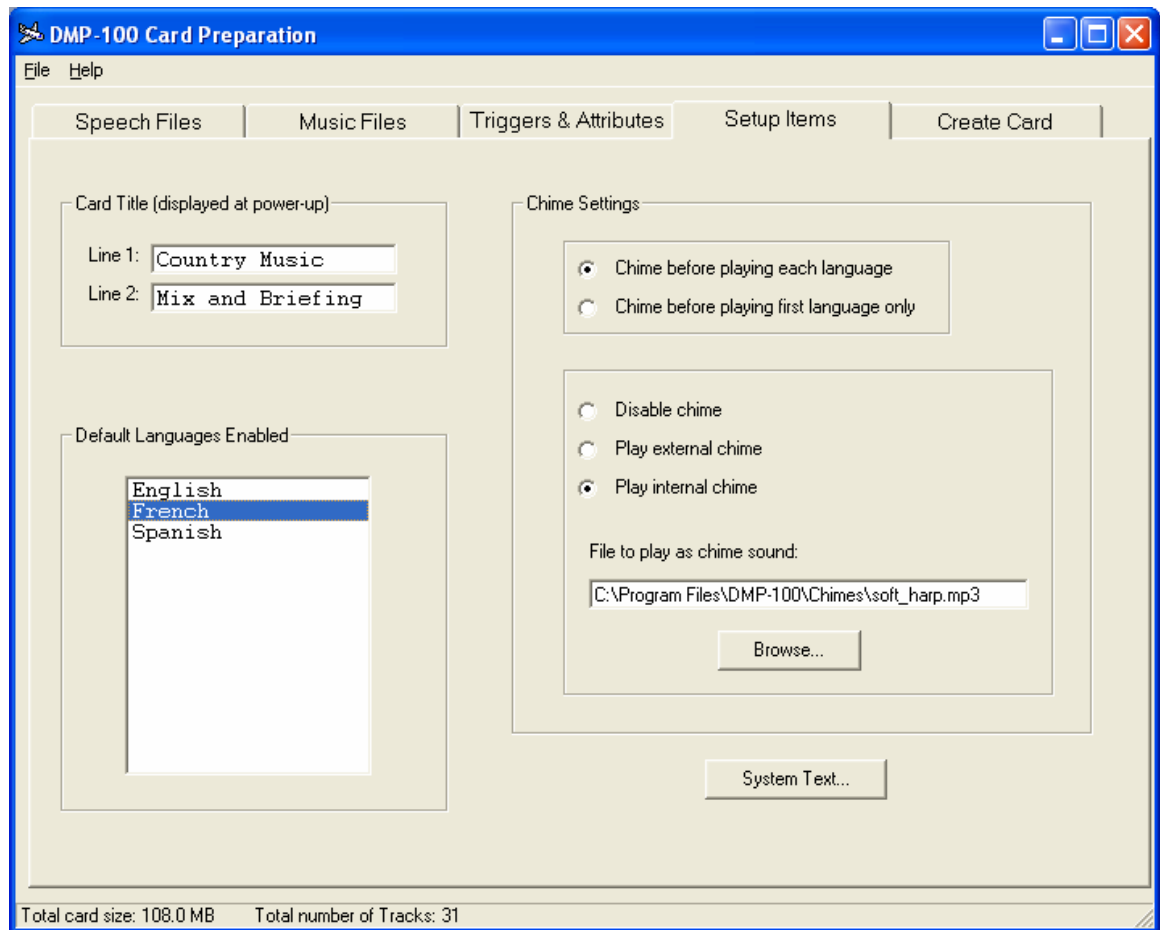 DMP-100 Card Preparation
File Help
Speech Files Music Files Triggers & Attributes Setup Items Create Card
Card Title (displayed at power-up)
Line 1: Country Music
Line 2: Mix and Briefing
Default Languages Enabled
English
French
Spanish
Chime Settings
Chime before playing each language
Chime before playing first language only
Disable chime
Play external chime
Play internal chime
File to play as chime sound:
C:\Program Files\DMP-100\Chimes\soft_harp.mp3
Browse...
System Text...
Total card size: 108.0 MB Total number of Tracks: 31